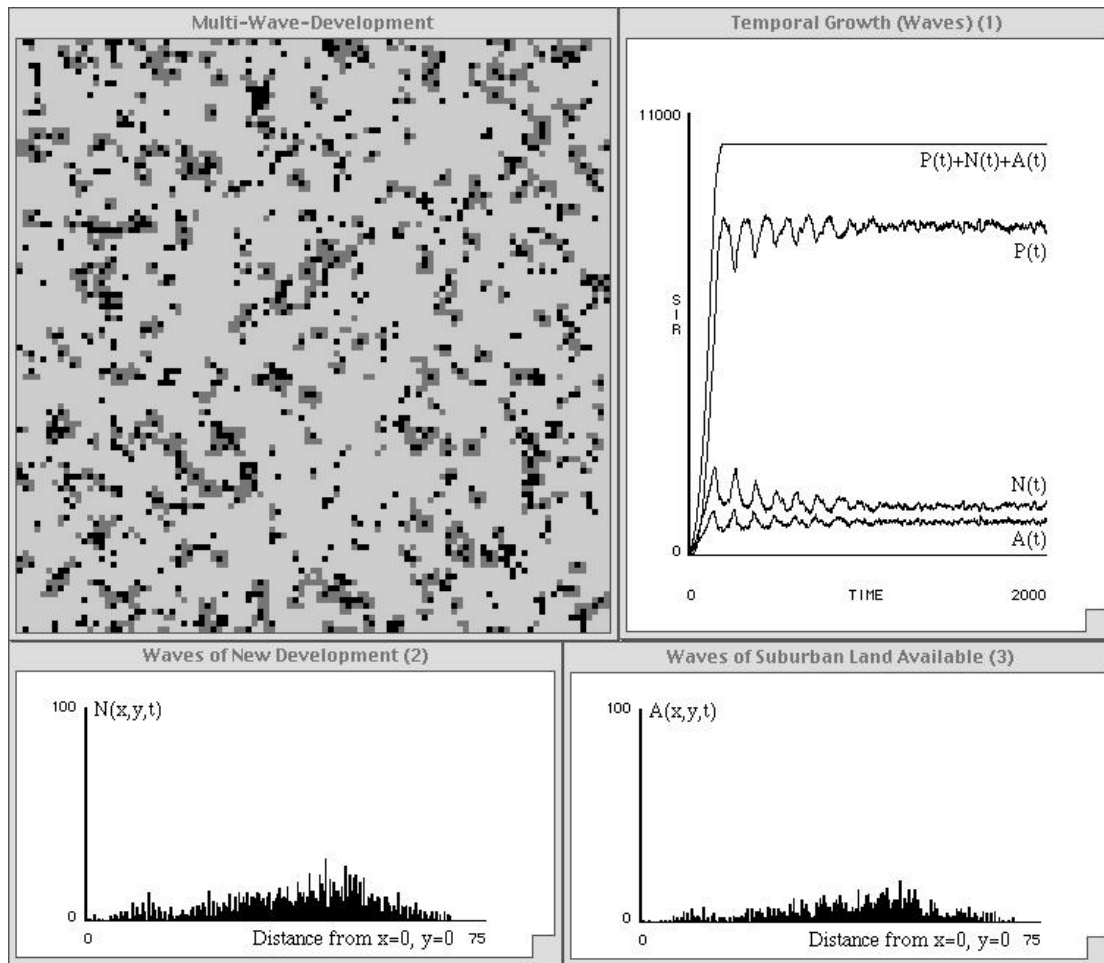 Multi-Wave-Development
Temporal Growth (Waves) (1)
11000
P(t)+N(t)+A(t)
P(t)
S
I
R
N(t)
A(t)
0
0 TIME 2000
Waves of New Development (2)
100 N(x,y,t)
0
0 Distance from x=0, y=0 75
Waves of Suburban Land Available (3)
100 A(x,y,t)
0
0 Distance from x=0, y=0 75